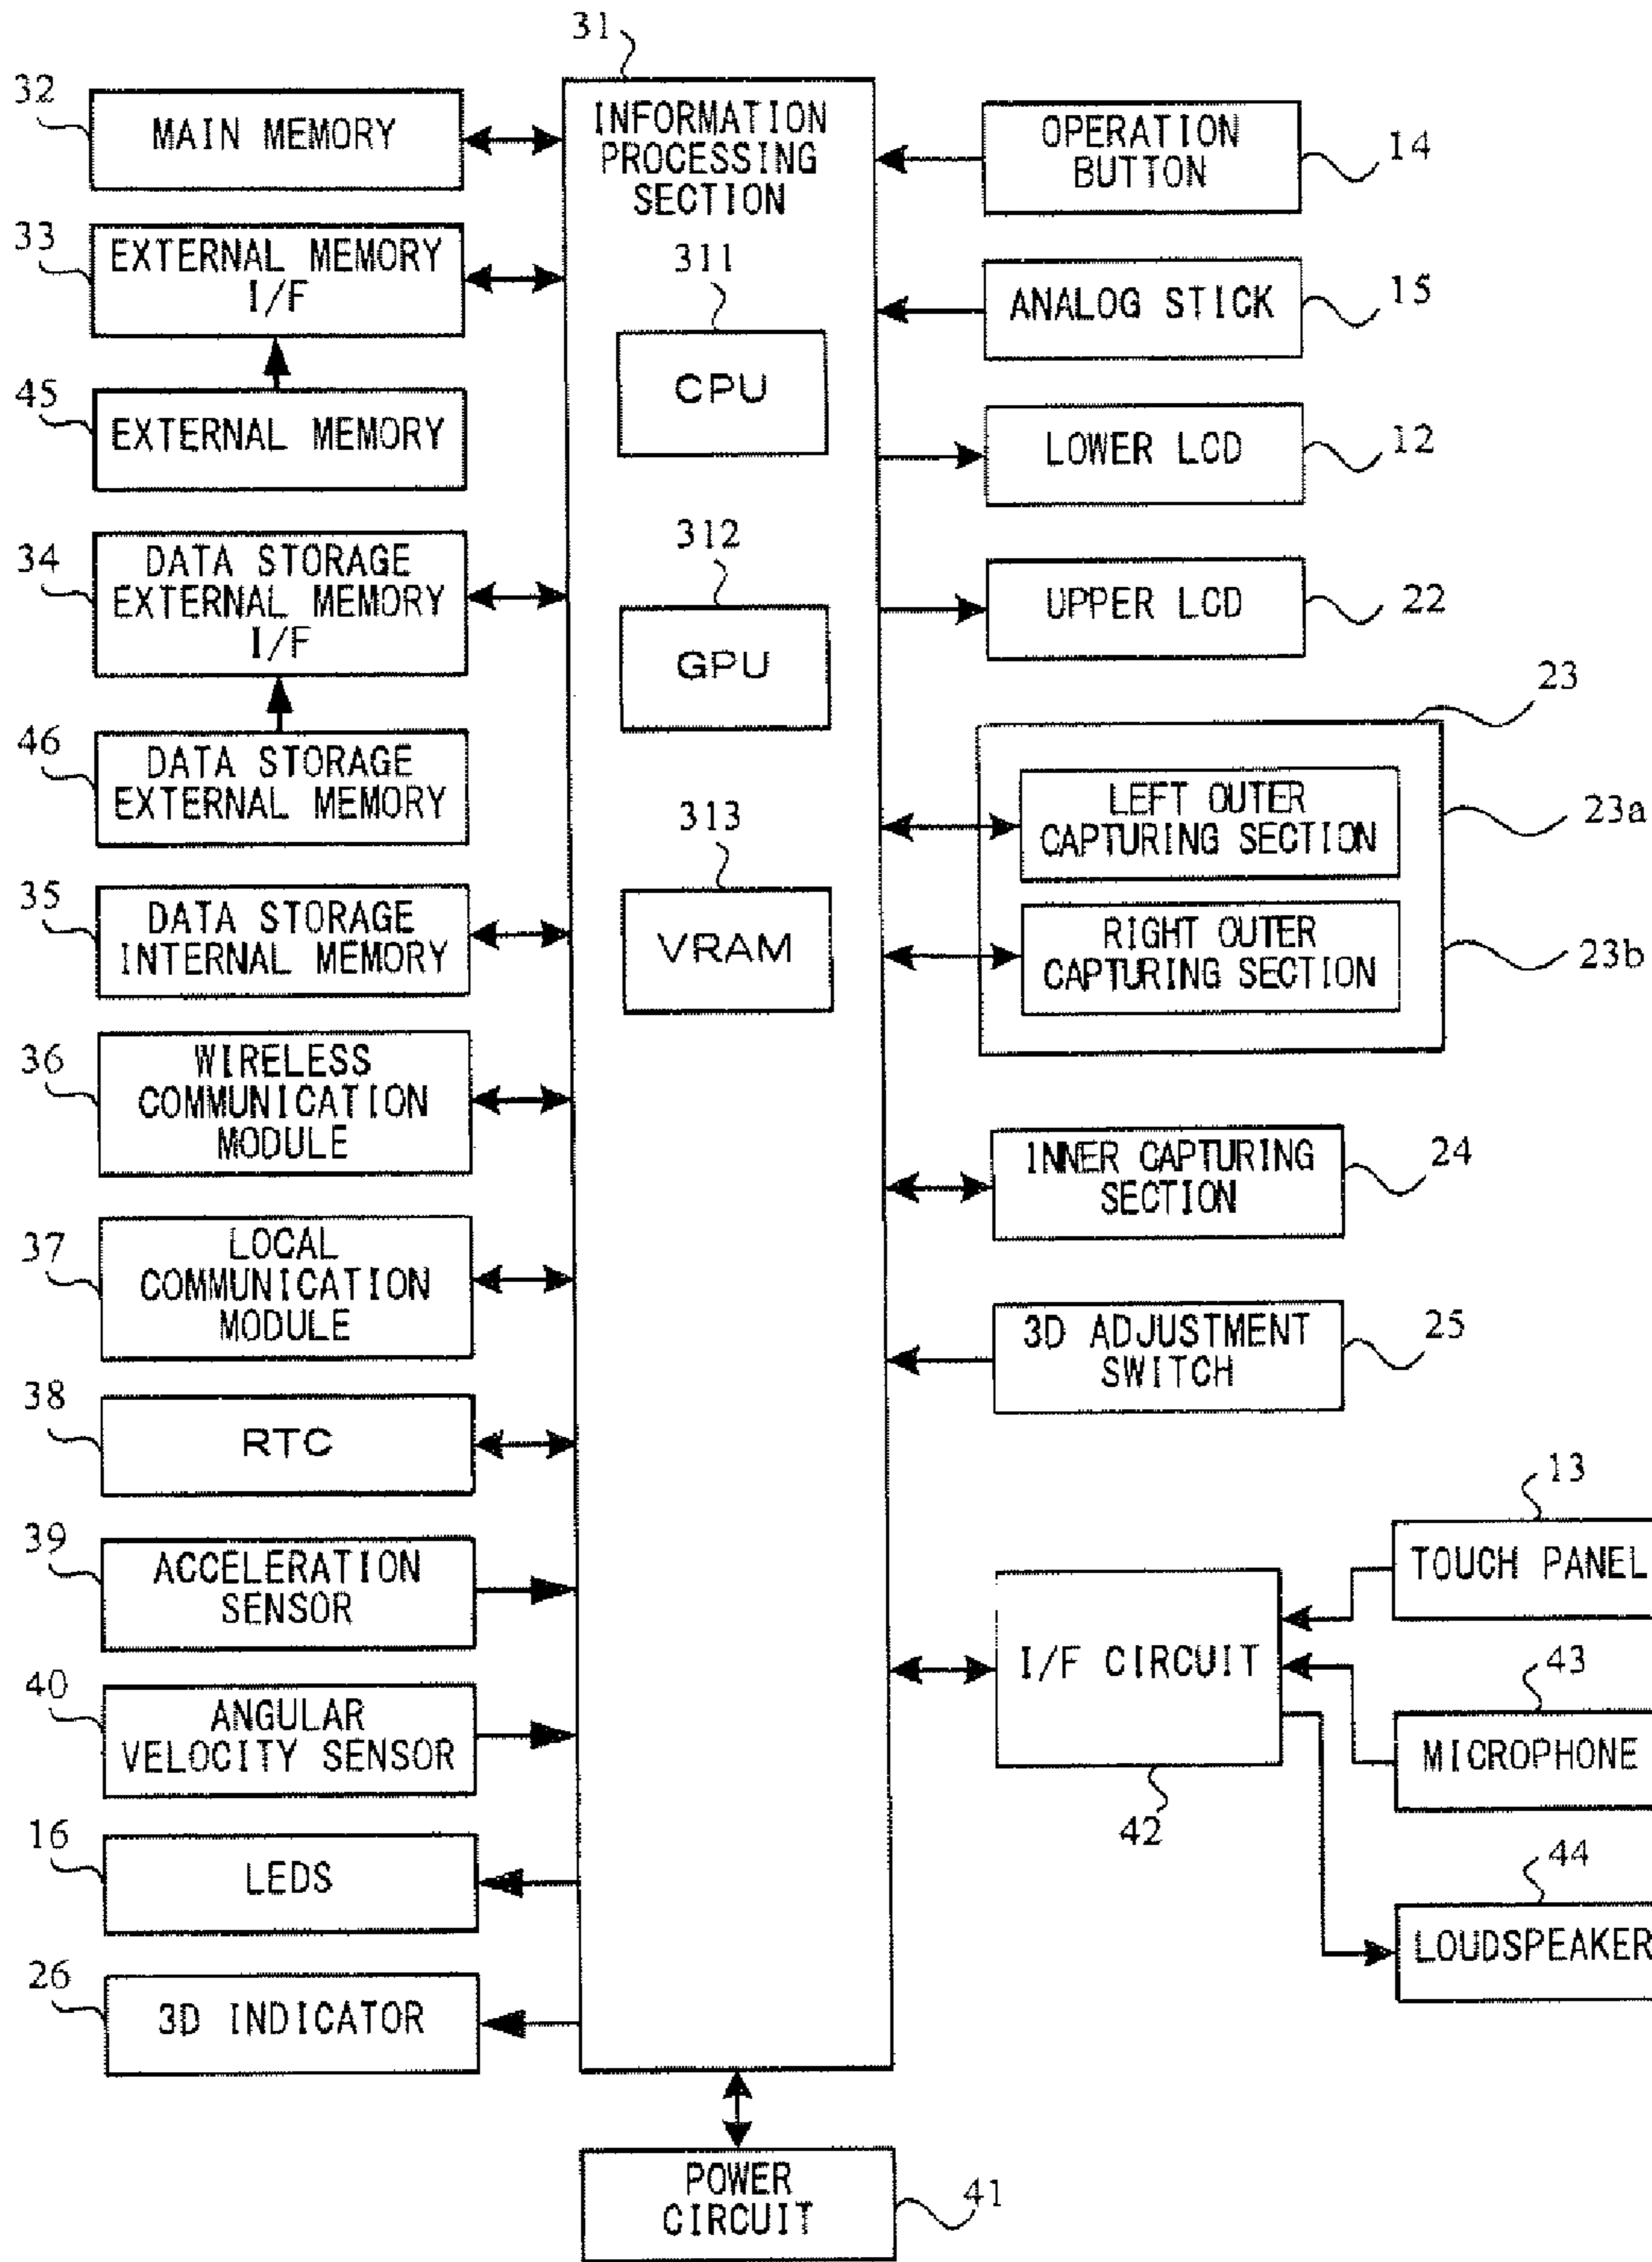 31
32
MAIN MEMORY
33
EXTERNAL MEMORY
I/F
45
EXTERNAL MEMORY
34
DATA STORAGE
EXTERNAL MEMORY
I/F
46
DATA STORAGE
EXTERNAL MEMORY
35
DATA STORAGE
INTERNAL MEMORY
36
WIRELESS
COMMUNICATION
MODULE
37
LOCAL
COMMUNICATION
MODULE
38
RTC
39
ACCELERATION
SENSOR
40
ANGULAR
VELOCITY SENSOR
16
LEDS
26
3D INDICATOR
INFORMATION
PROCESSING
SECTION
311
CPU
312
GPU
313
VRAM
OPERATION
BUTTON
14
ANALOG STICK
15
LOWER LCD
12
UPPER LCD
22
23
LEFT OUTER
CAPTURING SECTION
23a
RIGHT OUTER
CAPTURING SECTION
23b
INNER CAPTURING
SECTION
24
3D ADJUSTMENT
SWITCH
25
I/F CIRCUIT
42
13
TOUCH PANEL
43
MICROPHONE
44
LOUDSPEAKER
POWER
CIRCUIT
41